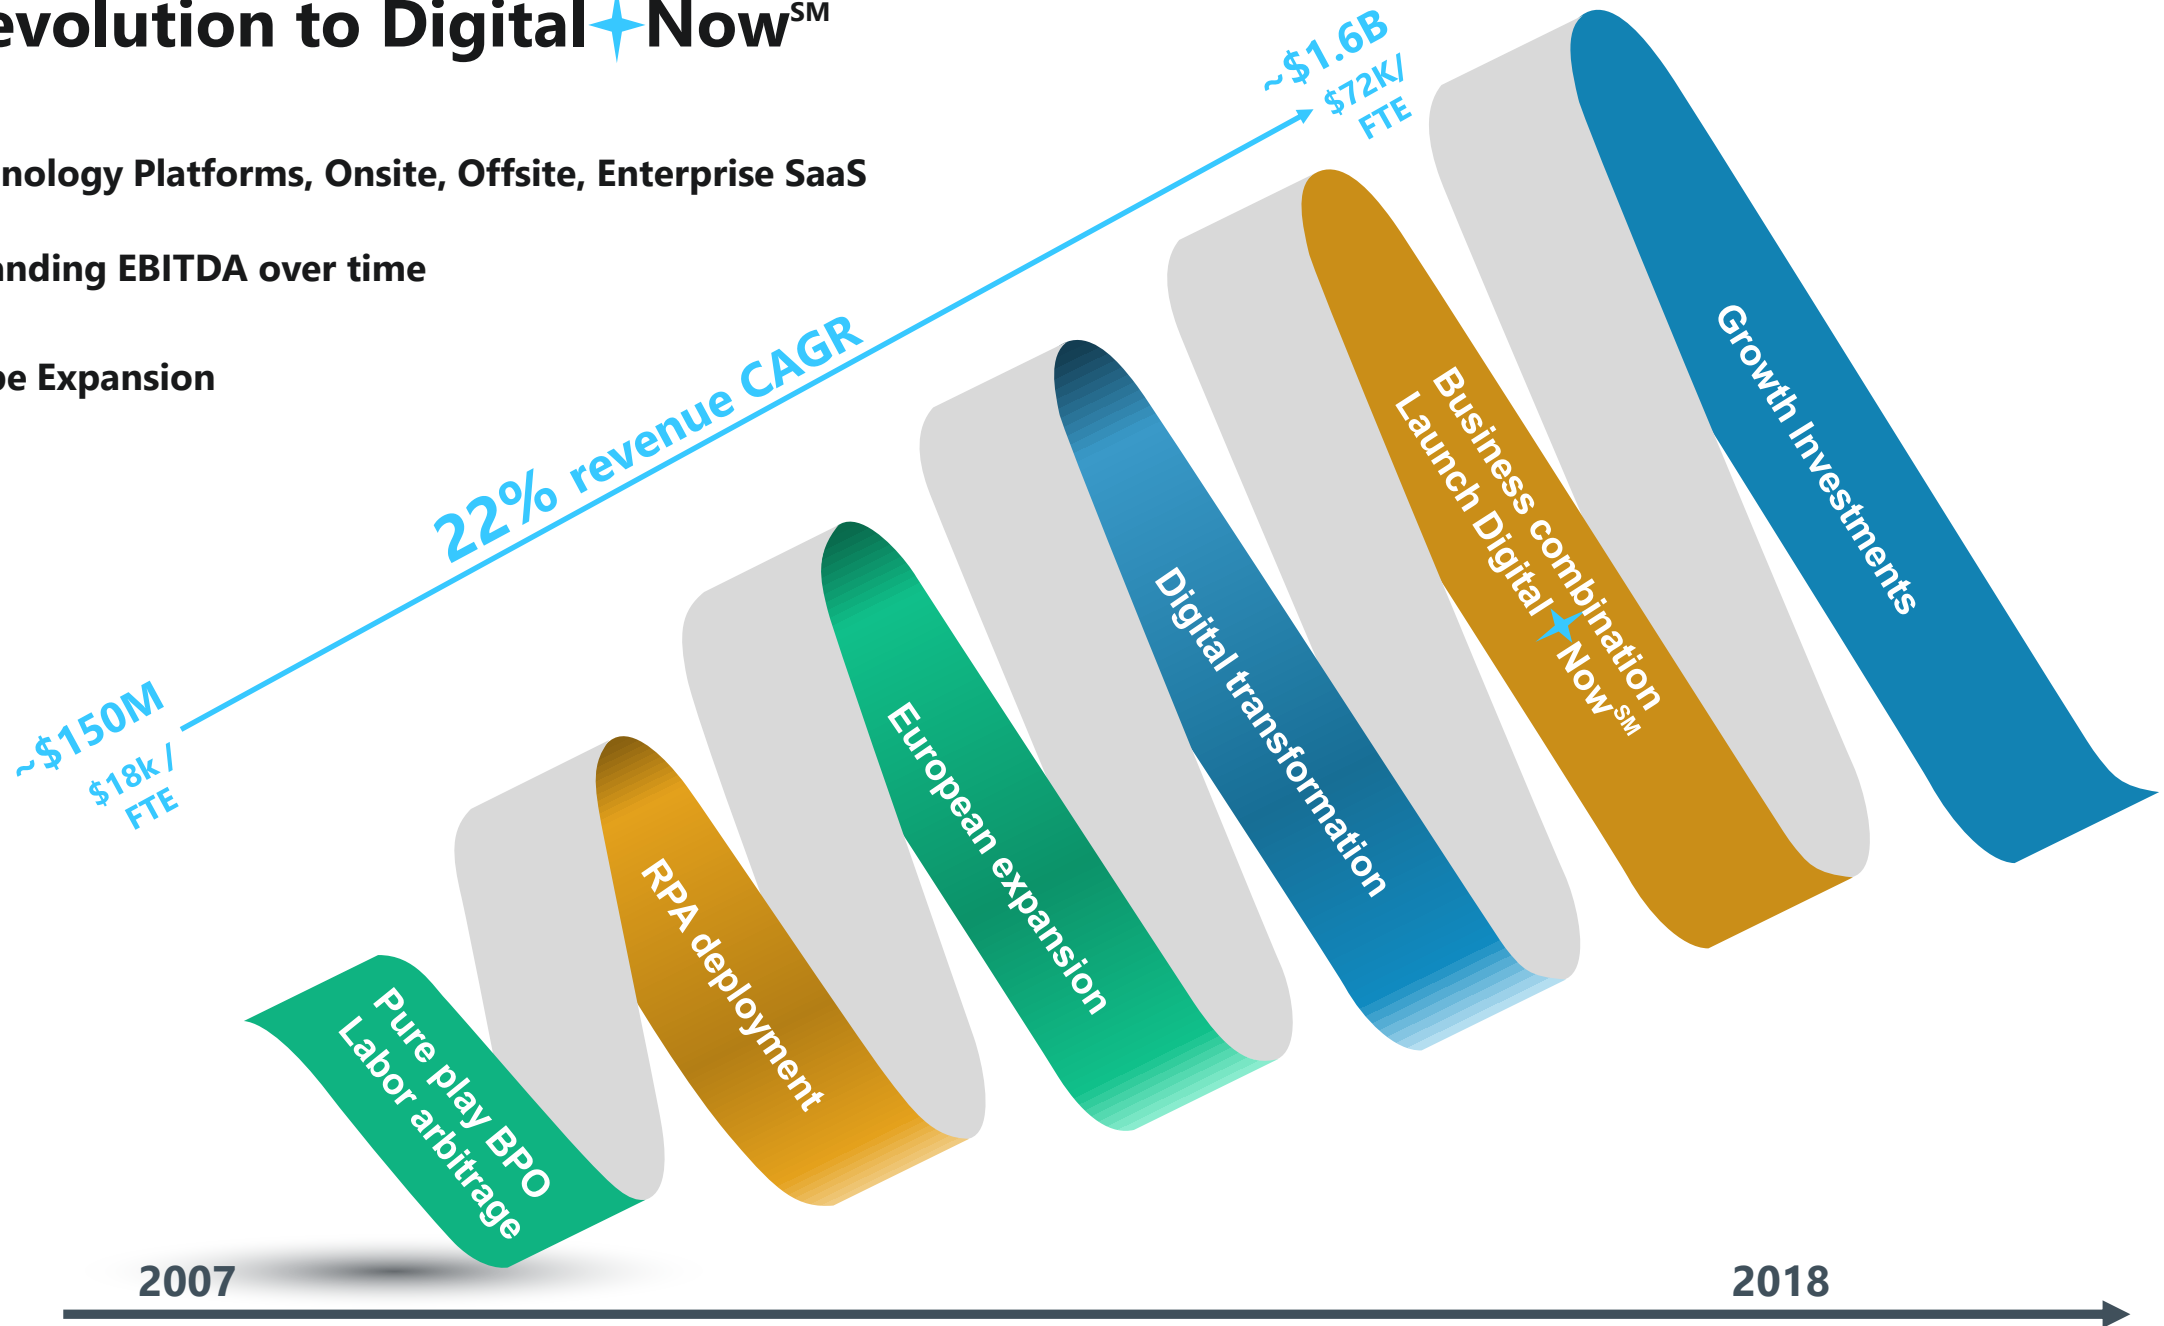 evolution to Digital Now℠
nology Platforms, Onsite, Offsite, Enterprise SaaS
anding EBITDA over time
pe Expansion
~$1.6B
$72K/
FTE
22% revenue CAGR
~$150M
$18k /
FTE
Pure play BPO
Labor arbitrage
RPA deployment
European expansion
Digital transformation
Business combination
Launch Digital Now℠
Growth Investments
2007
2018